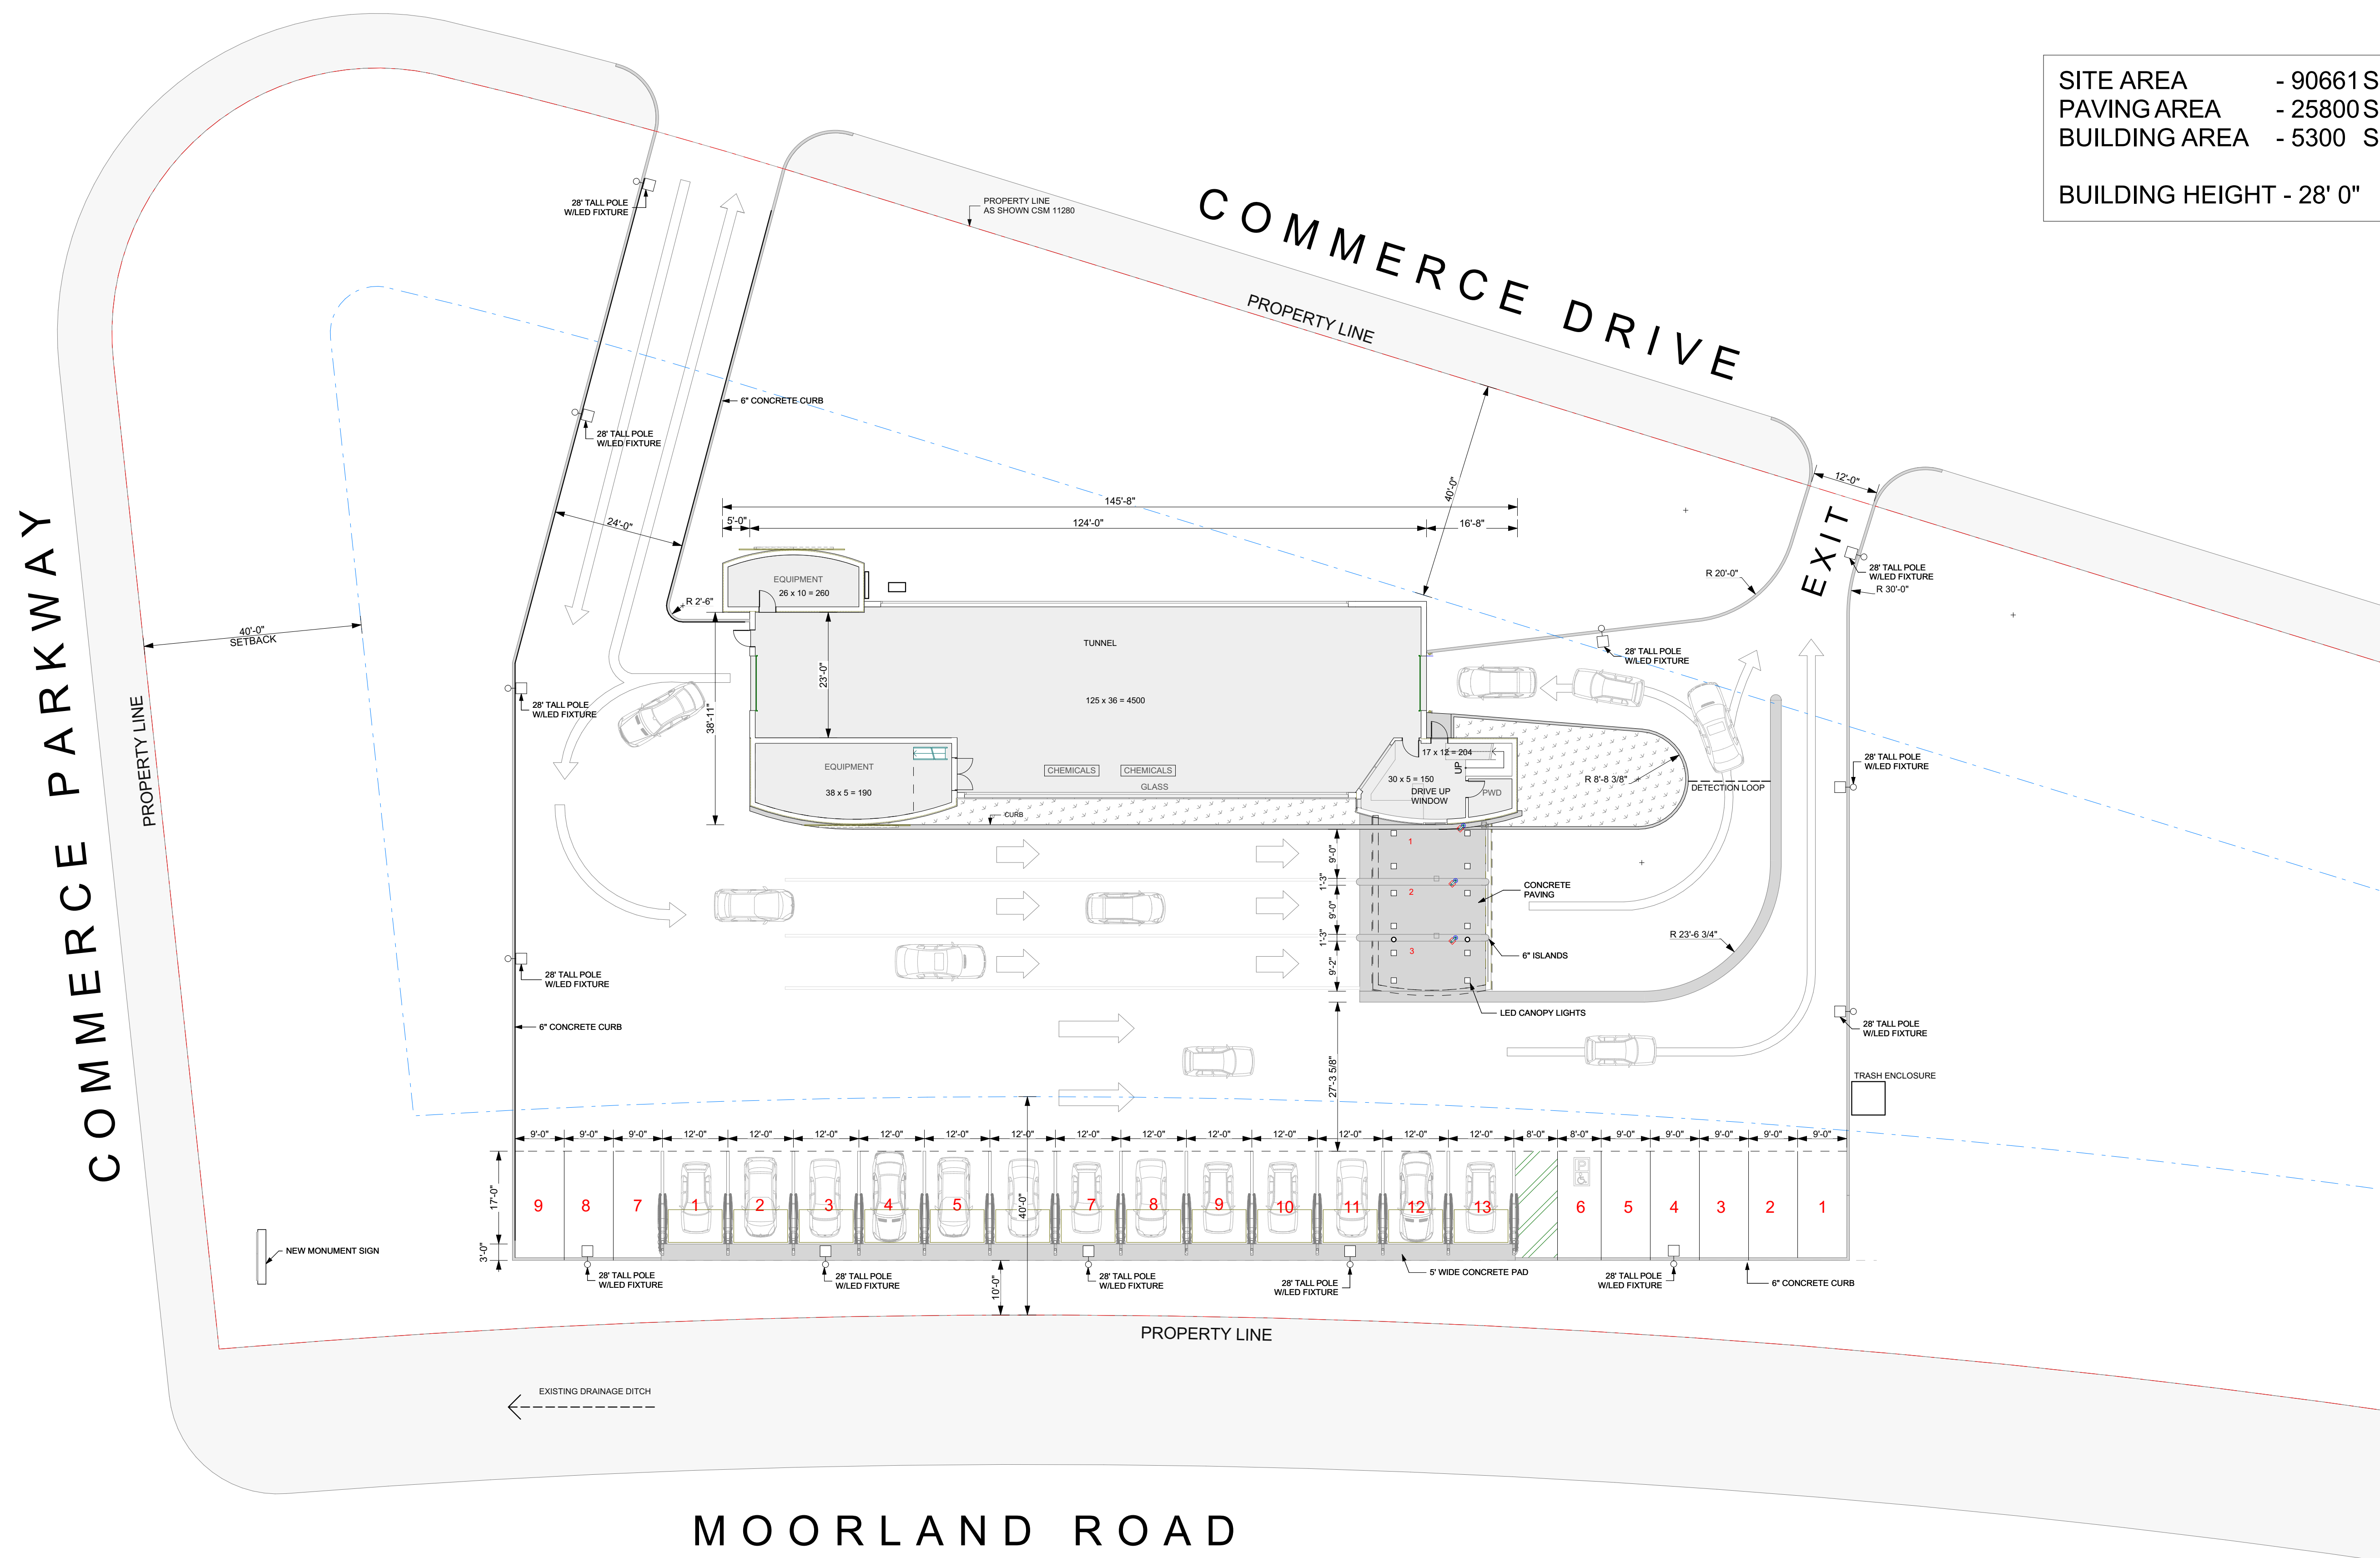 SITE AREA - 90661 S
PAVING AREA - 25800 S
BUILDING AREA - 5300 S
BUILDING HEIGHT - 28' 0"
COMMERCE DRIVE
PROPERTY LINE
AS SHOWN CSM 11280
PROPERTY LINE
28' TALL POLE
W/LED FIXTURE
28' TALL POLE
W/LED FIXTURE
6" CONCRETE CURB
24'-0"
145'-8"
5'-0"
124'-0"
16'-8"
40'-0"
12'-0"
EXIT
R 20'-0"
28' TALL POLE
W/LED FIXTURE
R 30'-0"
COMMERCE PARKWAY
PROPERTY LINE
40'-0"
SETBACK
EQUIPMENT
26 x 10 = 260
R 2'-6"
TUNNEL
125 x 36 = 4500
23'-0"
38'-11"
28' TALL POLE
W/LED FIXTURE
28' TALL POLE
W/LED FIXTURE
EQUIPMENT
38 x 5 = 190
CHEMICALS
CHEMICALS
GLASS
CURB
17 x 12 = 204
UP
30 x 5 = 150
DRIVE UP
WINDOW
PWD
R 8'-8 3/8"
DETECTION LOOP
28' TALL POLE
W/LED FIXTURE
1
2
3
9'-0"
1'-3"
9'-0"
1'-3"
9'-2"
CONCRETE
PAVING
R 23'-6 3/4"
6" ISLANDS
LED CANOPY LIGHTS
28' TALL POLE
W/LED FIXTURE
6" CONCRETE CURB
28' TALL POLE
W/LED FIXTURE
27'-3 5/8"
TRASH ENCLOSURE
9'-0" 9'-0" 9'-0" 12'-0" 12'-0" 12'-0" 12'-0" 12'-0" 12'-0" 12'-0" 12'-0" 12'-0" 12'-0" 12'-0" 12'-0" 12'-0" 8'-0" 8'-0" 9'-0" 9'-0" 9'-0" 9'-0" 9'-0"
17'-0"
3'-0"
9 8 7 1 2 3 4 5 7 8 9 10 11 12 13 6 5 4 3 2 1
P
40'-0"
10'-0"
NEW MONUMENT SIGN
28' TALL POLE
W/LED FIXTURE
28' TALL POLE
W/LED FIXTURE
28' TALL POLE
W/LED FIXTURE
28' TALL POLE
W/LED FIXTURE
5' WIDE CONCRETE PAD
28' TALL POLE
W/LED FIXTURE
6" CONCRETE CURB
PROPERTY LINE
EXISTING DRAINAGE DITCH
MOORLAND ROAD